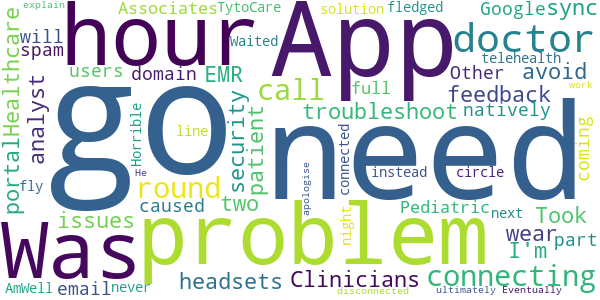 explain Associates TytoCare solution fledged Google sync
will spam hour App doctor
Healthcare users domain EMR Waited full Other telehealth avoid
portal analyst go need call troubleshoot feedback natively
Horrible line security patient connected instead circle coming work
fly round He two apologise night Pediatric next wear Took part
issues caused problem I'm
Was headsets Clinicians connecting
AmWell email never disconnected ultimately Eventually